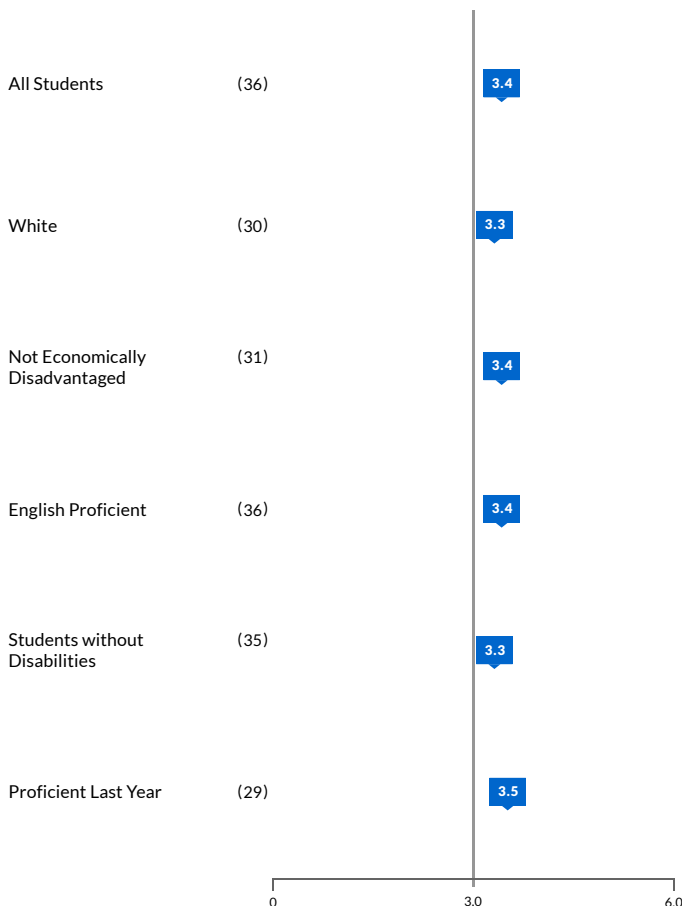 All Students (36) 3.4
White (30) 3.3
Not Economically (31) 3.4
Disadvantaged
English Proficient (36) 3.4
Students without (35) 3.3
Disabilities
Proficient Last Year (29) 3.5
0 3.0 6.0